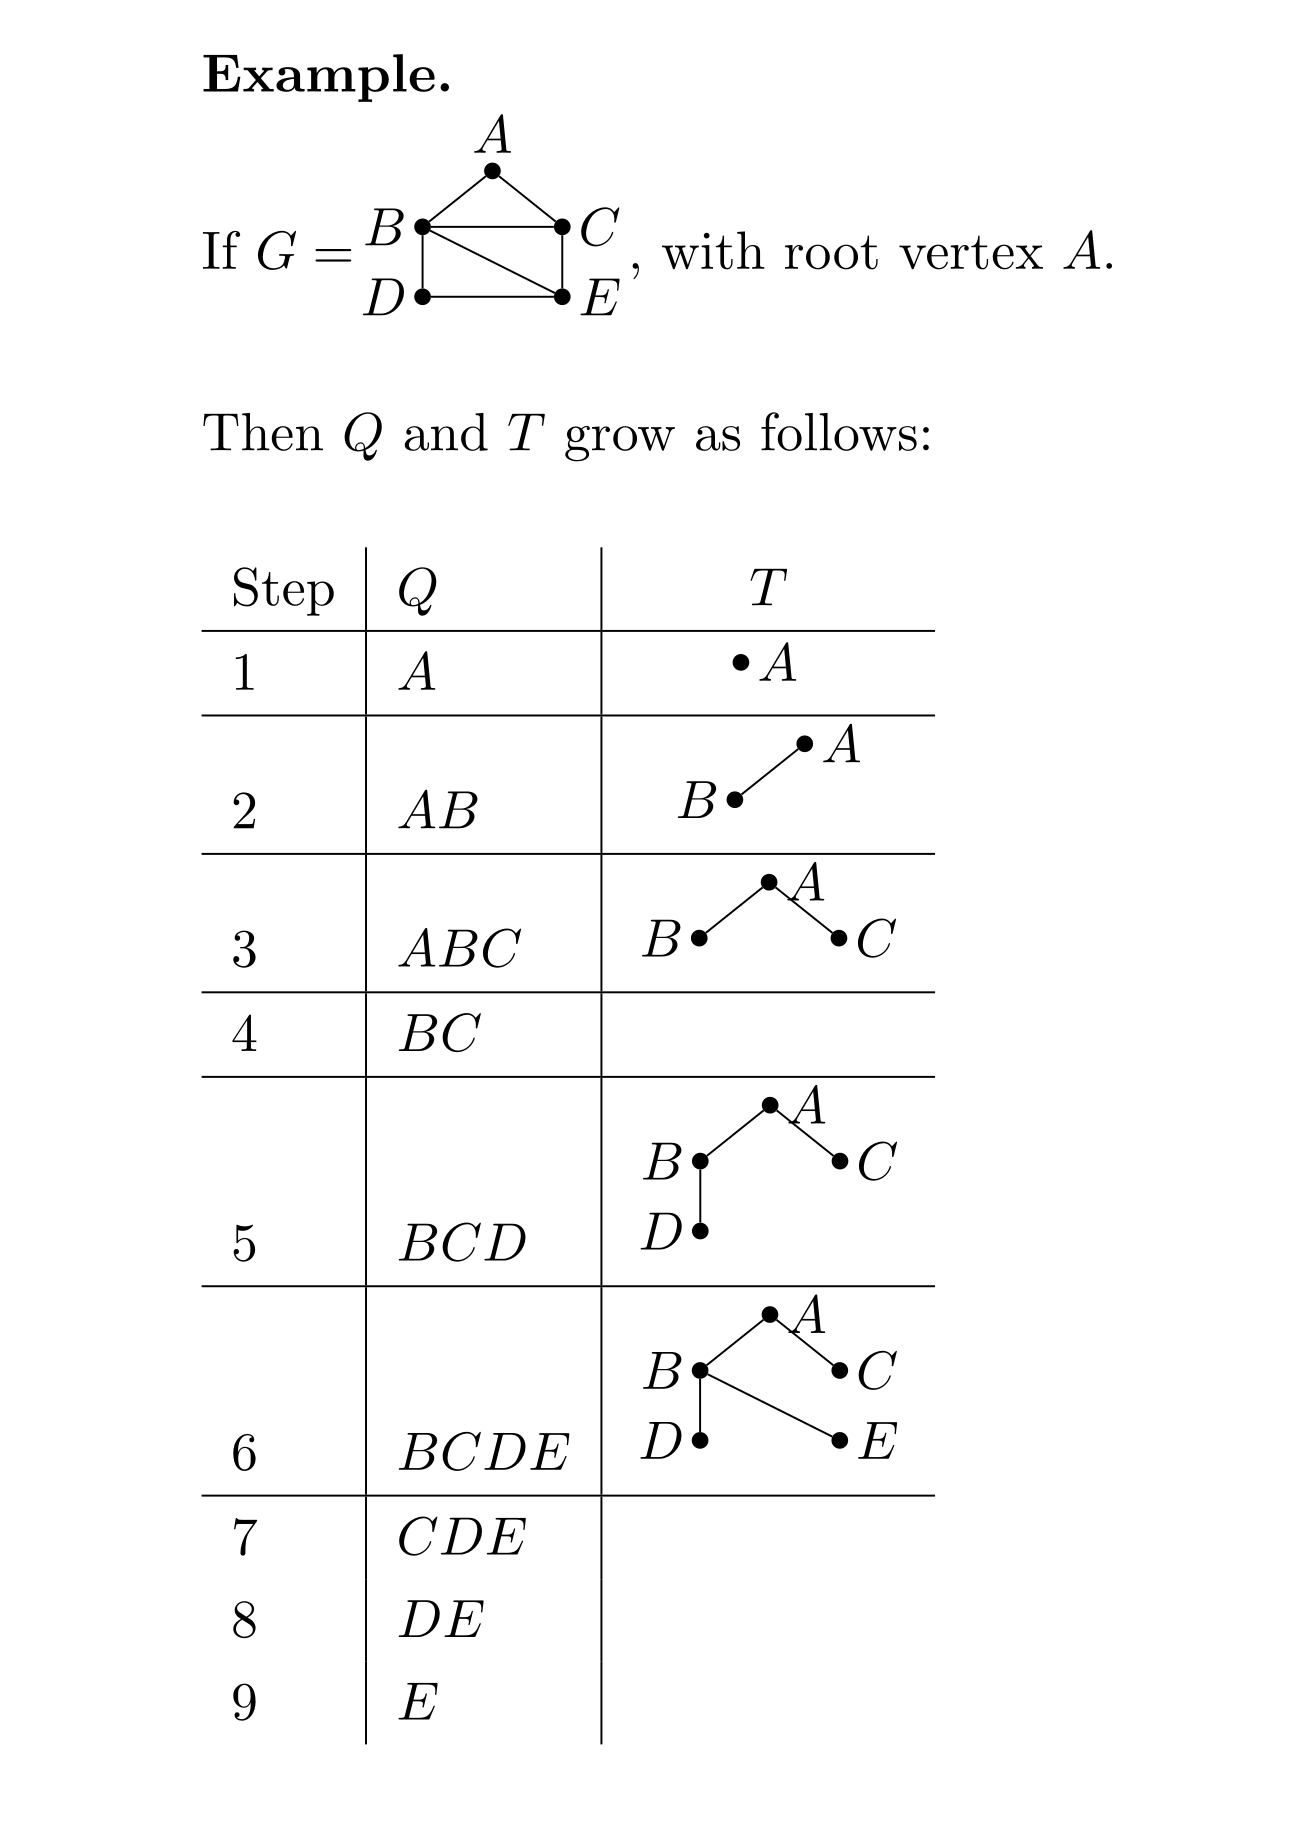 Example.
A
If G = B C , with root vertex A.
D E
Then Q and T grow as follows:
Step Q T
1 A A
A
2 AB B
A
3 ABC B C
4 BC
A
B C
5 BCD D
A
B C
6 BCDE D E
7 CDE
8 DE
9 E